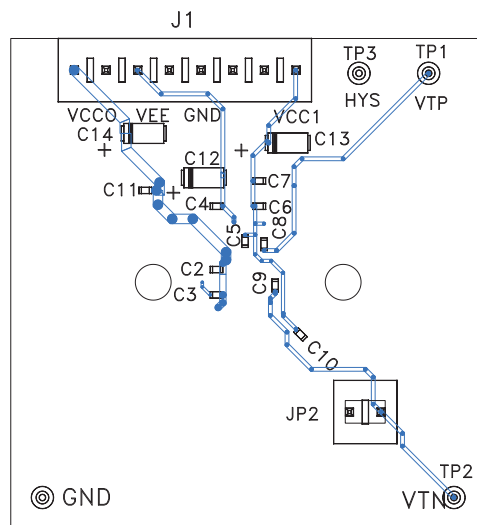 J1
TP3
TP1
HYS
VTP
VCCO VEE GND VCC1
C14
C13
C12
C11
C7
C4
C6
C5
C8
C2
C9
C3
C10
JP2
TP2
GND
VTN